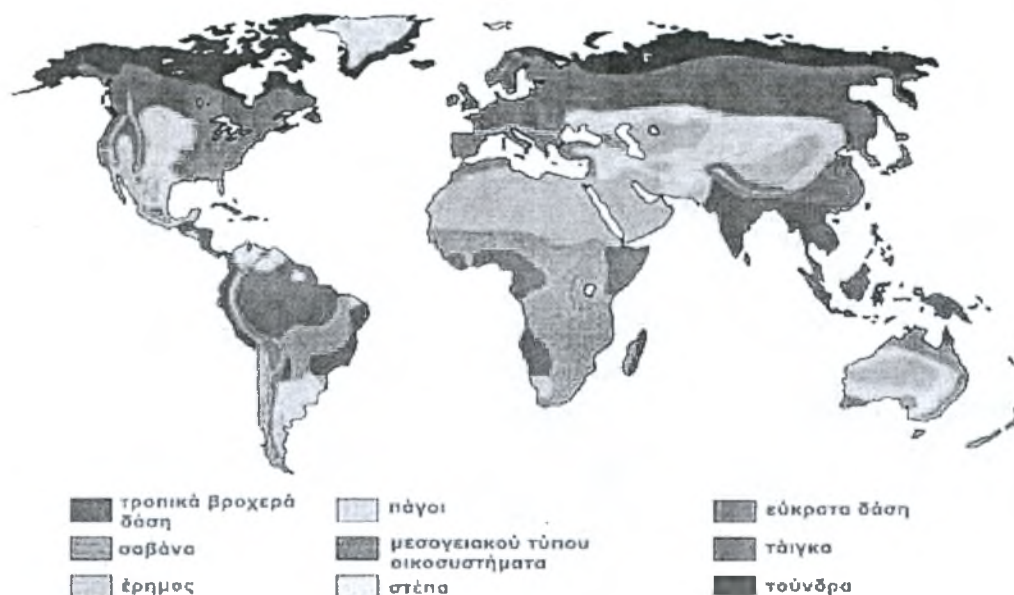 τροπικά βροχερά
δάση
σαβάνα
έρημος
πάγοι
μεσογειακού τύπου
οικοσυστήματα
στέπα
εύκρατα δάση
τάιγκα
τούνδρα